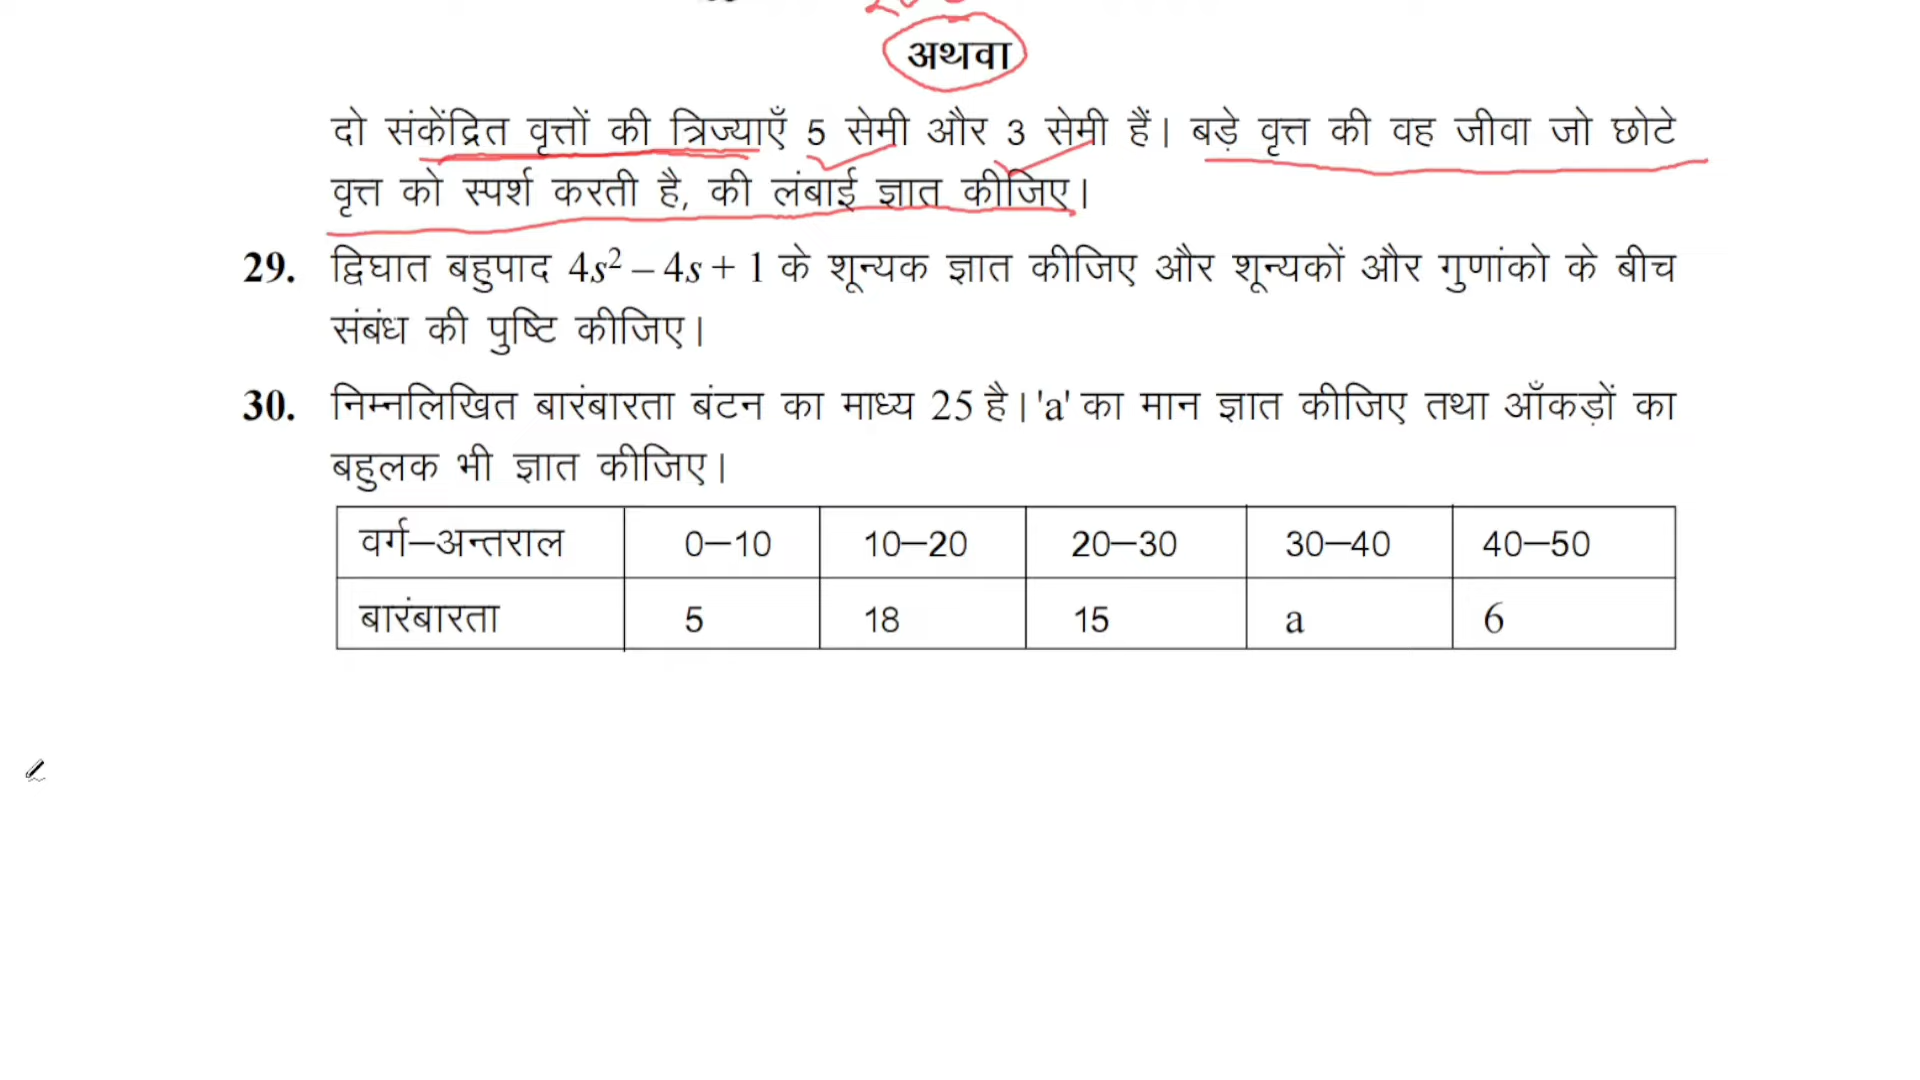 अथवा
दो संकेंद्रित वृत्तों की त्रिज्याएँ 5 सेमी और 3 सेमी हैं। बड़े वृत्त की वह जीवा जो छोटे
वृत्त को स्पर्श करती है, की लंबाई ज्ञात कीजिए।
29. द्विघात बहुपाद 4s² – 4s + 1 के शून्यक ज्ञात कीजिए और शून्यकों और गुणांको के बीच
संबंध की पुष्टि कीजिए।
30. निम्नलिखित बारंबारता बंटन का माध्य 25 है। 'a' का मान ज्ञात कीजिए तथा आँकड़ों का
बहुलक भी ज्ञात कीजिए।
वर्ग–अन्तराल 0–10 10–20 20–30 30–40 40–50
बारंबारता 5 18 15 a 6